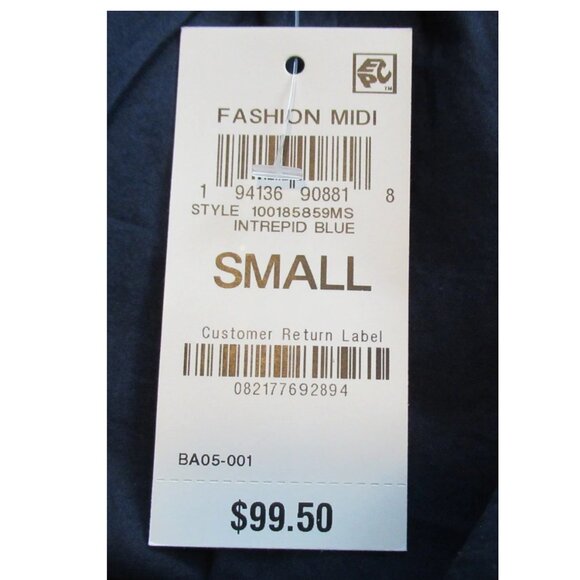 EPC™
FASHION MIDI
1 94136 90881 8
STYLE 100185859MS
INTREPID BLUE
SMALL
Customer Return Label
082177692894
BA05-001
$99.50